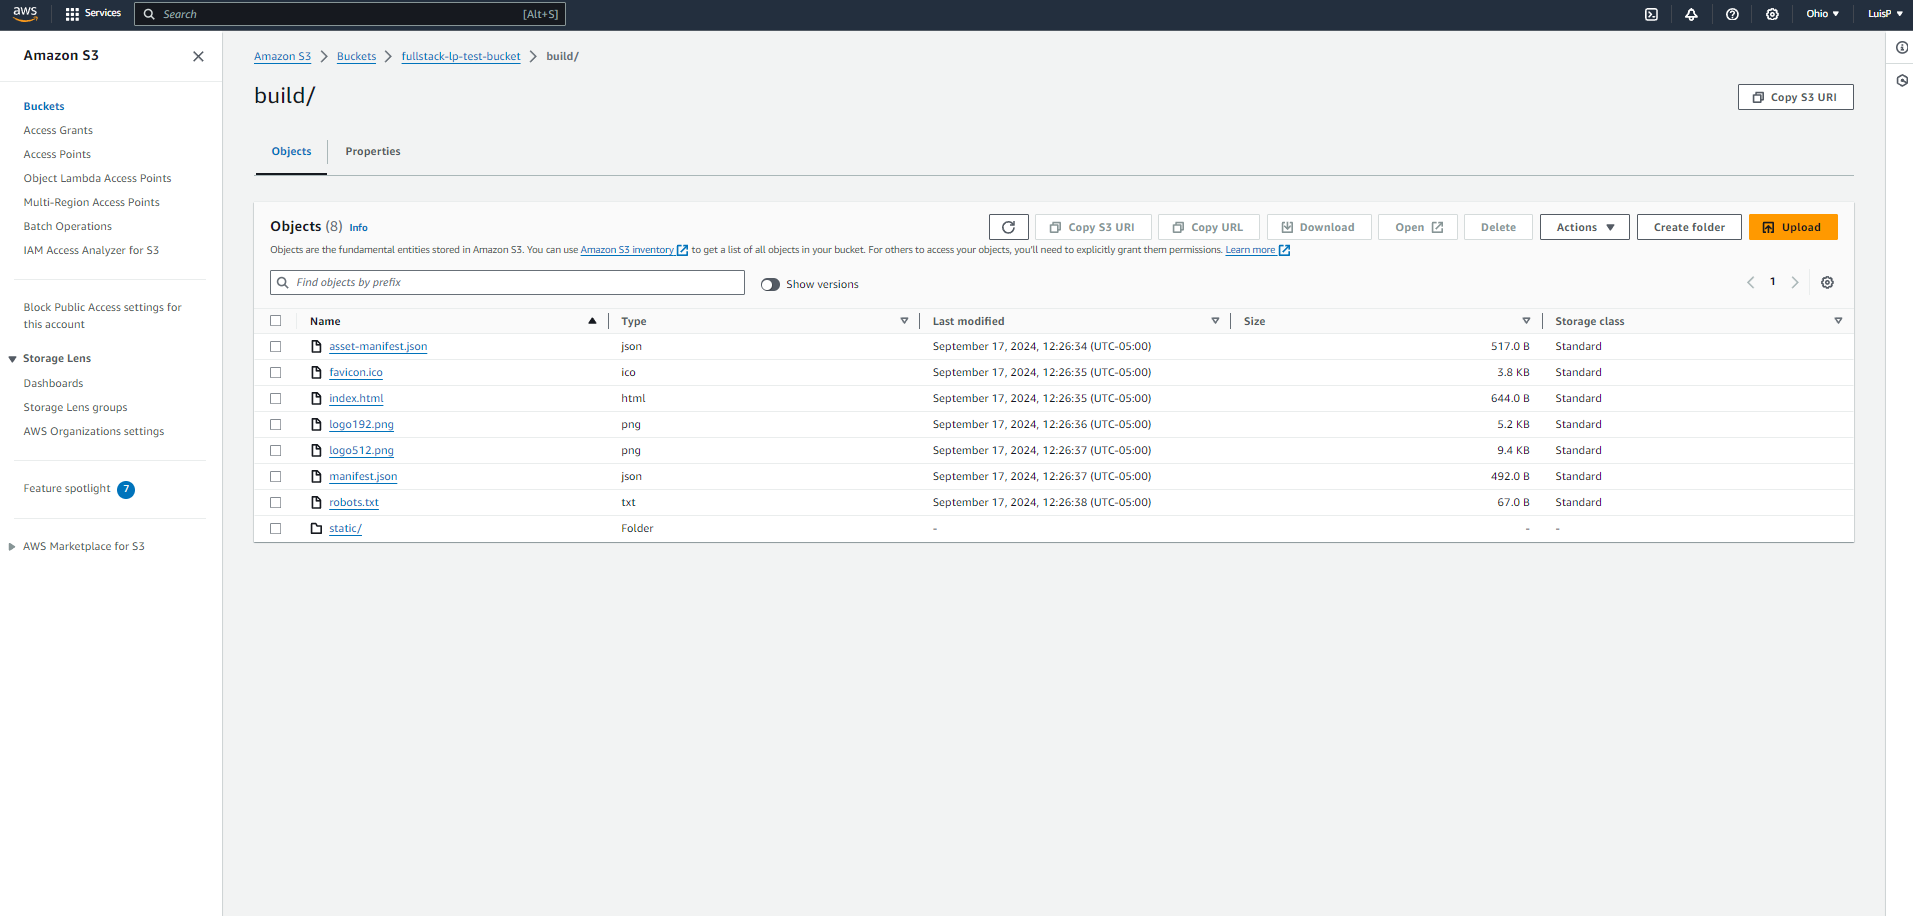 aws Services Search [Alt+S] Ohio LuisP
Amazon S3
Buckets
Access Grants
Access Points
Object Lambda Access Points
Multi-Region Access Points
Batch Operations
IAM Access Analyzer for S3
Block Public Access settings for
this account
Storage Lens
Dashboards
Storage Lens groups
AWS Organizations settings
Feature spotlight 7
AWS Marketplace for S3
Amazon S3 Buckets fullstack-lp-test-bucket build/
build/
Copy S3 URI
Objects Properties
Objects (8) Info
Copy S3 URI Copy URL Download Open Delete Actions Create folder Upload
Objects are the fundamental entities stored in Amazon S3. You can use Amazon S3 inventory to get a list of all objects in your bucket. For others to access your objects, you'll need to explicitly grant them permissions. Learn more
Find objects by prefix Show versions 1
Name Type Last modified Size Storage class
asset-manifest.json json September 17, 2024, 12:26:34 (UTC-05:00) 517.0 B Standard
favicon.ico ico September 17, 2024, 12:26:35 (UTC-05:00) 3.8 KB Standard
index.html html September 17, 2024, 12:26:35 (UTC-05:00) 644.0 B Standard
logo192.png png September 17, 2024, 12:26:36 (UTC-05:00) 5.2 KB Standard
logo512.png png September 17, 2024, 12:26:37 (UTC-05:00) 9.4 KB Standard
manifest.json json September 17, 2024, 12:26:37 (UTC-05:00) 492.0 B Standard
robots.txt txt September 17, 2024, 12:26:38 (UTC-05:00) 67.0 B Standard
static/ Folder - - -